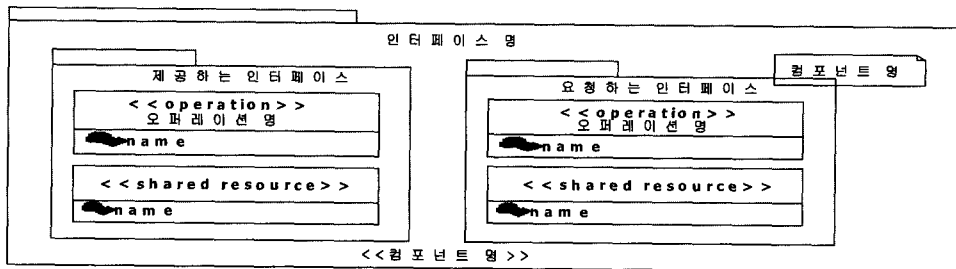 인터페이스 명
컴포넌트 명
제공하는 인터페이스
<<operation>>
오퍼레이션 명
name
<<shared resource>>
name
요청하는 인터페이스
<<operation>>
오퍼레이션 명
name
<<shared resource>>
name
<<컴포넌트 명>>